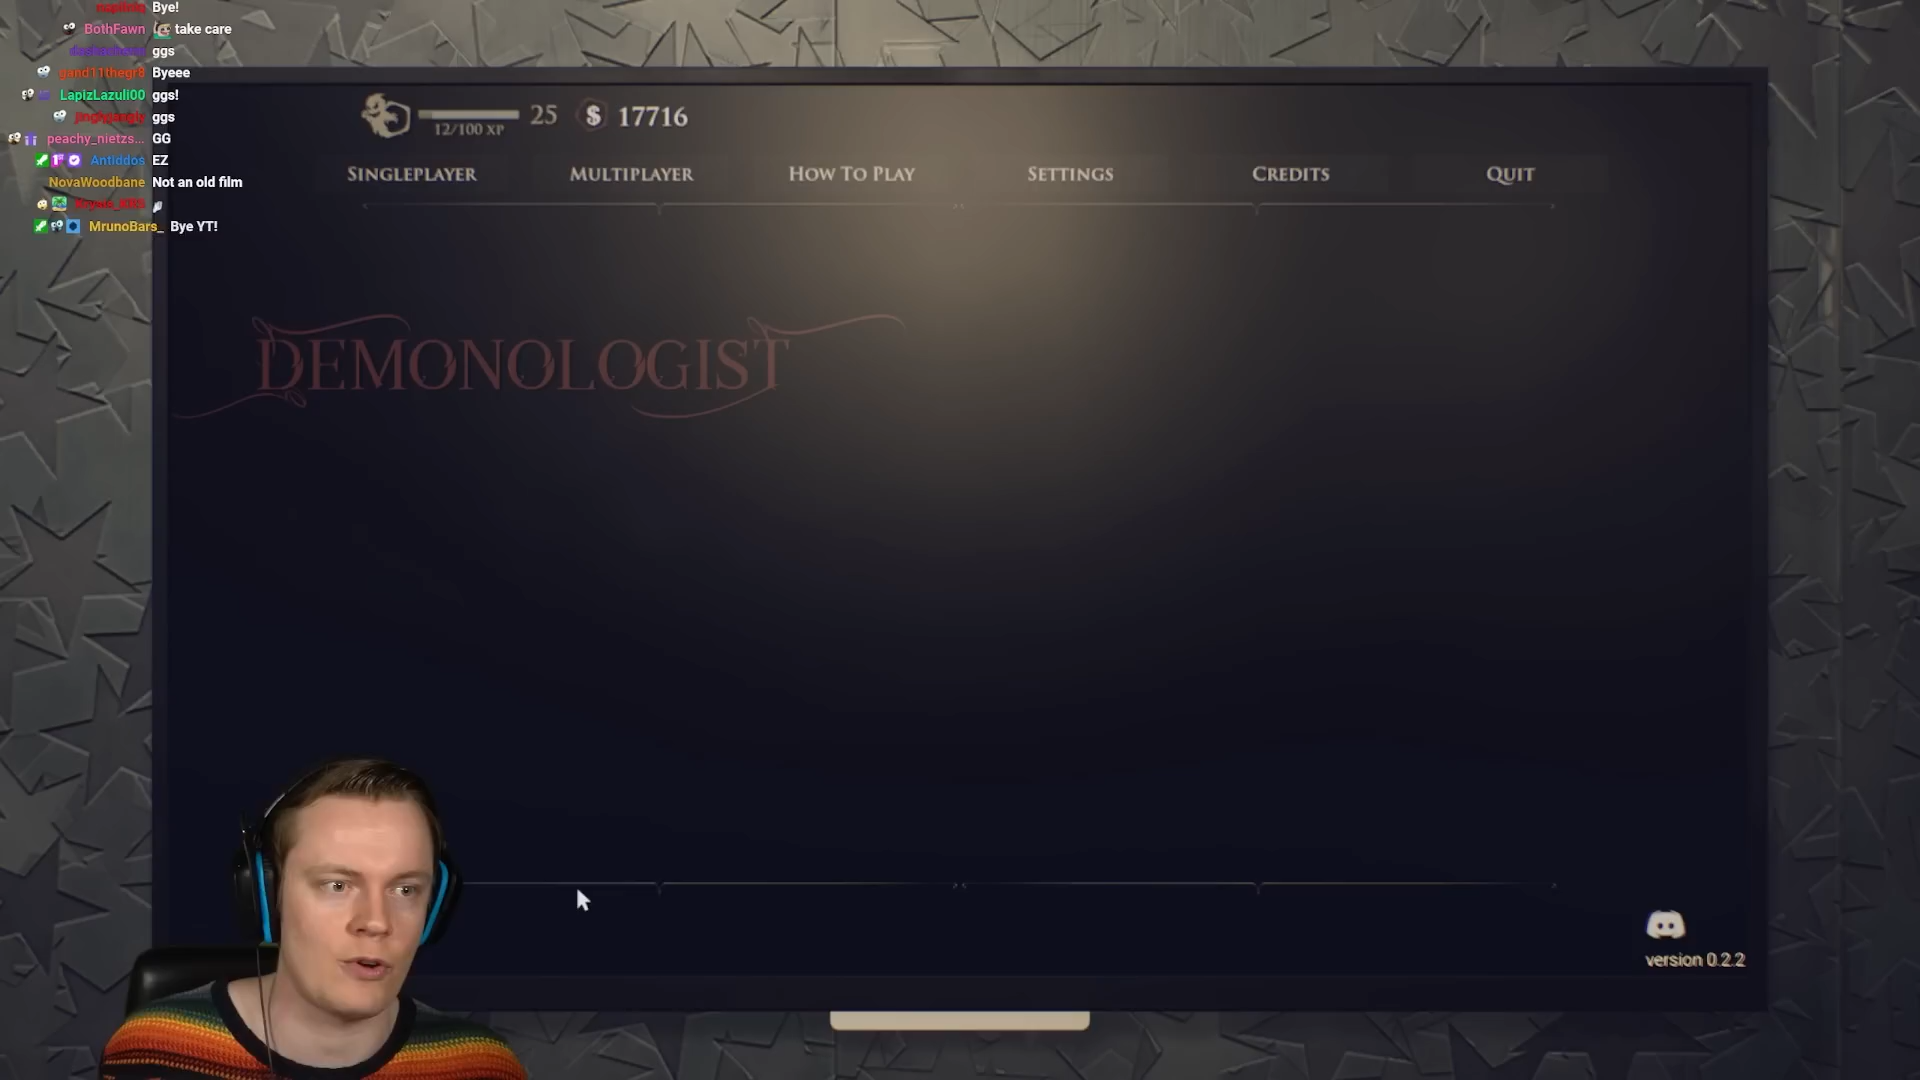 Bye!
BothFawn take care
ggs
gand11thegr8 Byeee
LapizLazuli00 ggs!
ggs
peachy_nietzs... GG
Antiddos EZ
NovaWoodbane Not an old film
MrunoBars_ Bye YT!
25 $ 17716
12/100 XP
SINGLEPLAYER MULTIPLAYER HOW TO PLAY SETTINGS CREDITS QUIT
DEMONOLOGIST
version 0.2.2